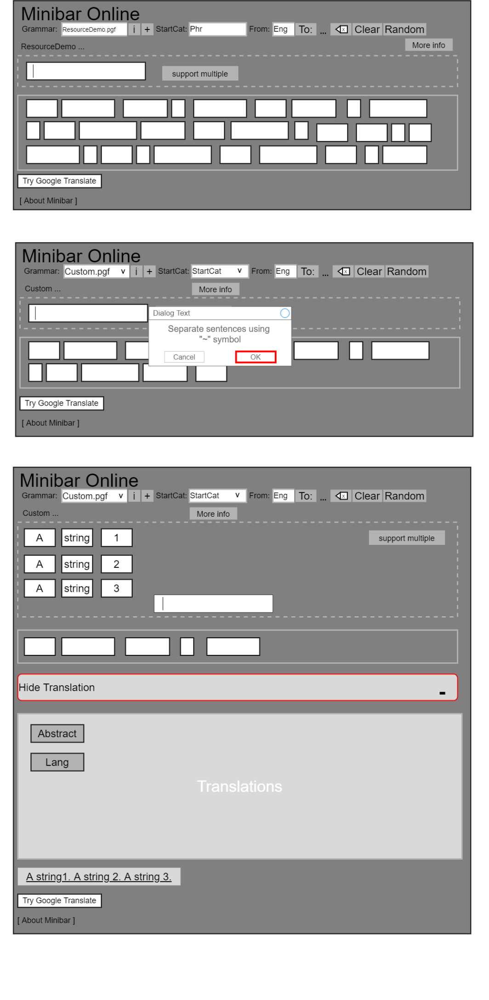 Minibar Online
Grammar: ResourceDemo.pgf i + StartCat: Phr From: Eng To: ... x Clear Random
ResourceDemo ... More info
support multiple
Try Google Translate
[ About Minibar ]
Minibar Online
Grammar: Custom.pgf v i + StartCat: StartCat v From: Eng To: ... x Clear Random
Custom ... More info
Dialog Text
Separate sentences using
"~" symbol
Cancel OK
Try Google Translate
[ About Minibar ]
Minibar Online
Grammar: Custom.pgf v i + StartCat: StartCat v From: Eng To: ... x Clear Random
Custom ... More info
A string 1 support multiple
A string 2
A string 3
Hide Translation -
Abstract
Lang
Translations
A string1. A string 2. A string 3.
Try Google Translate
[ About Minibar ]